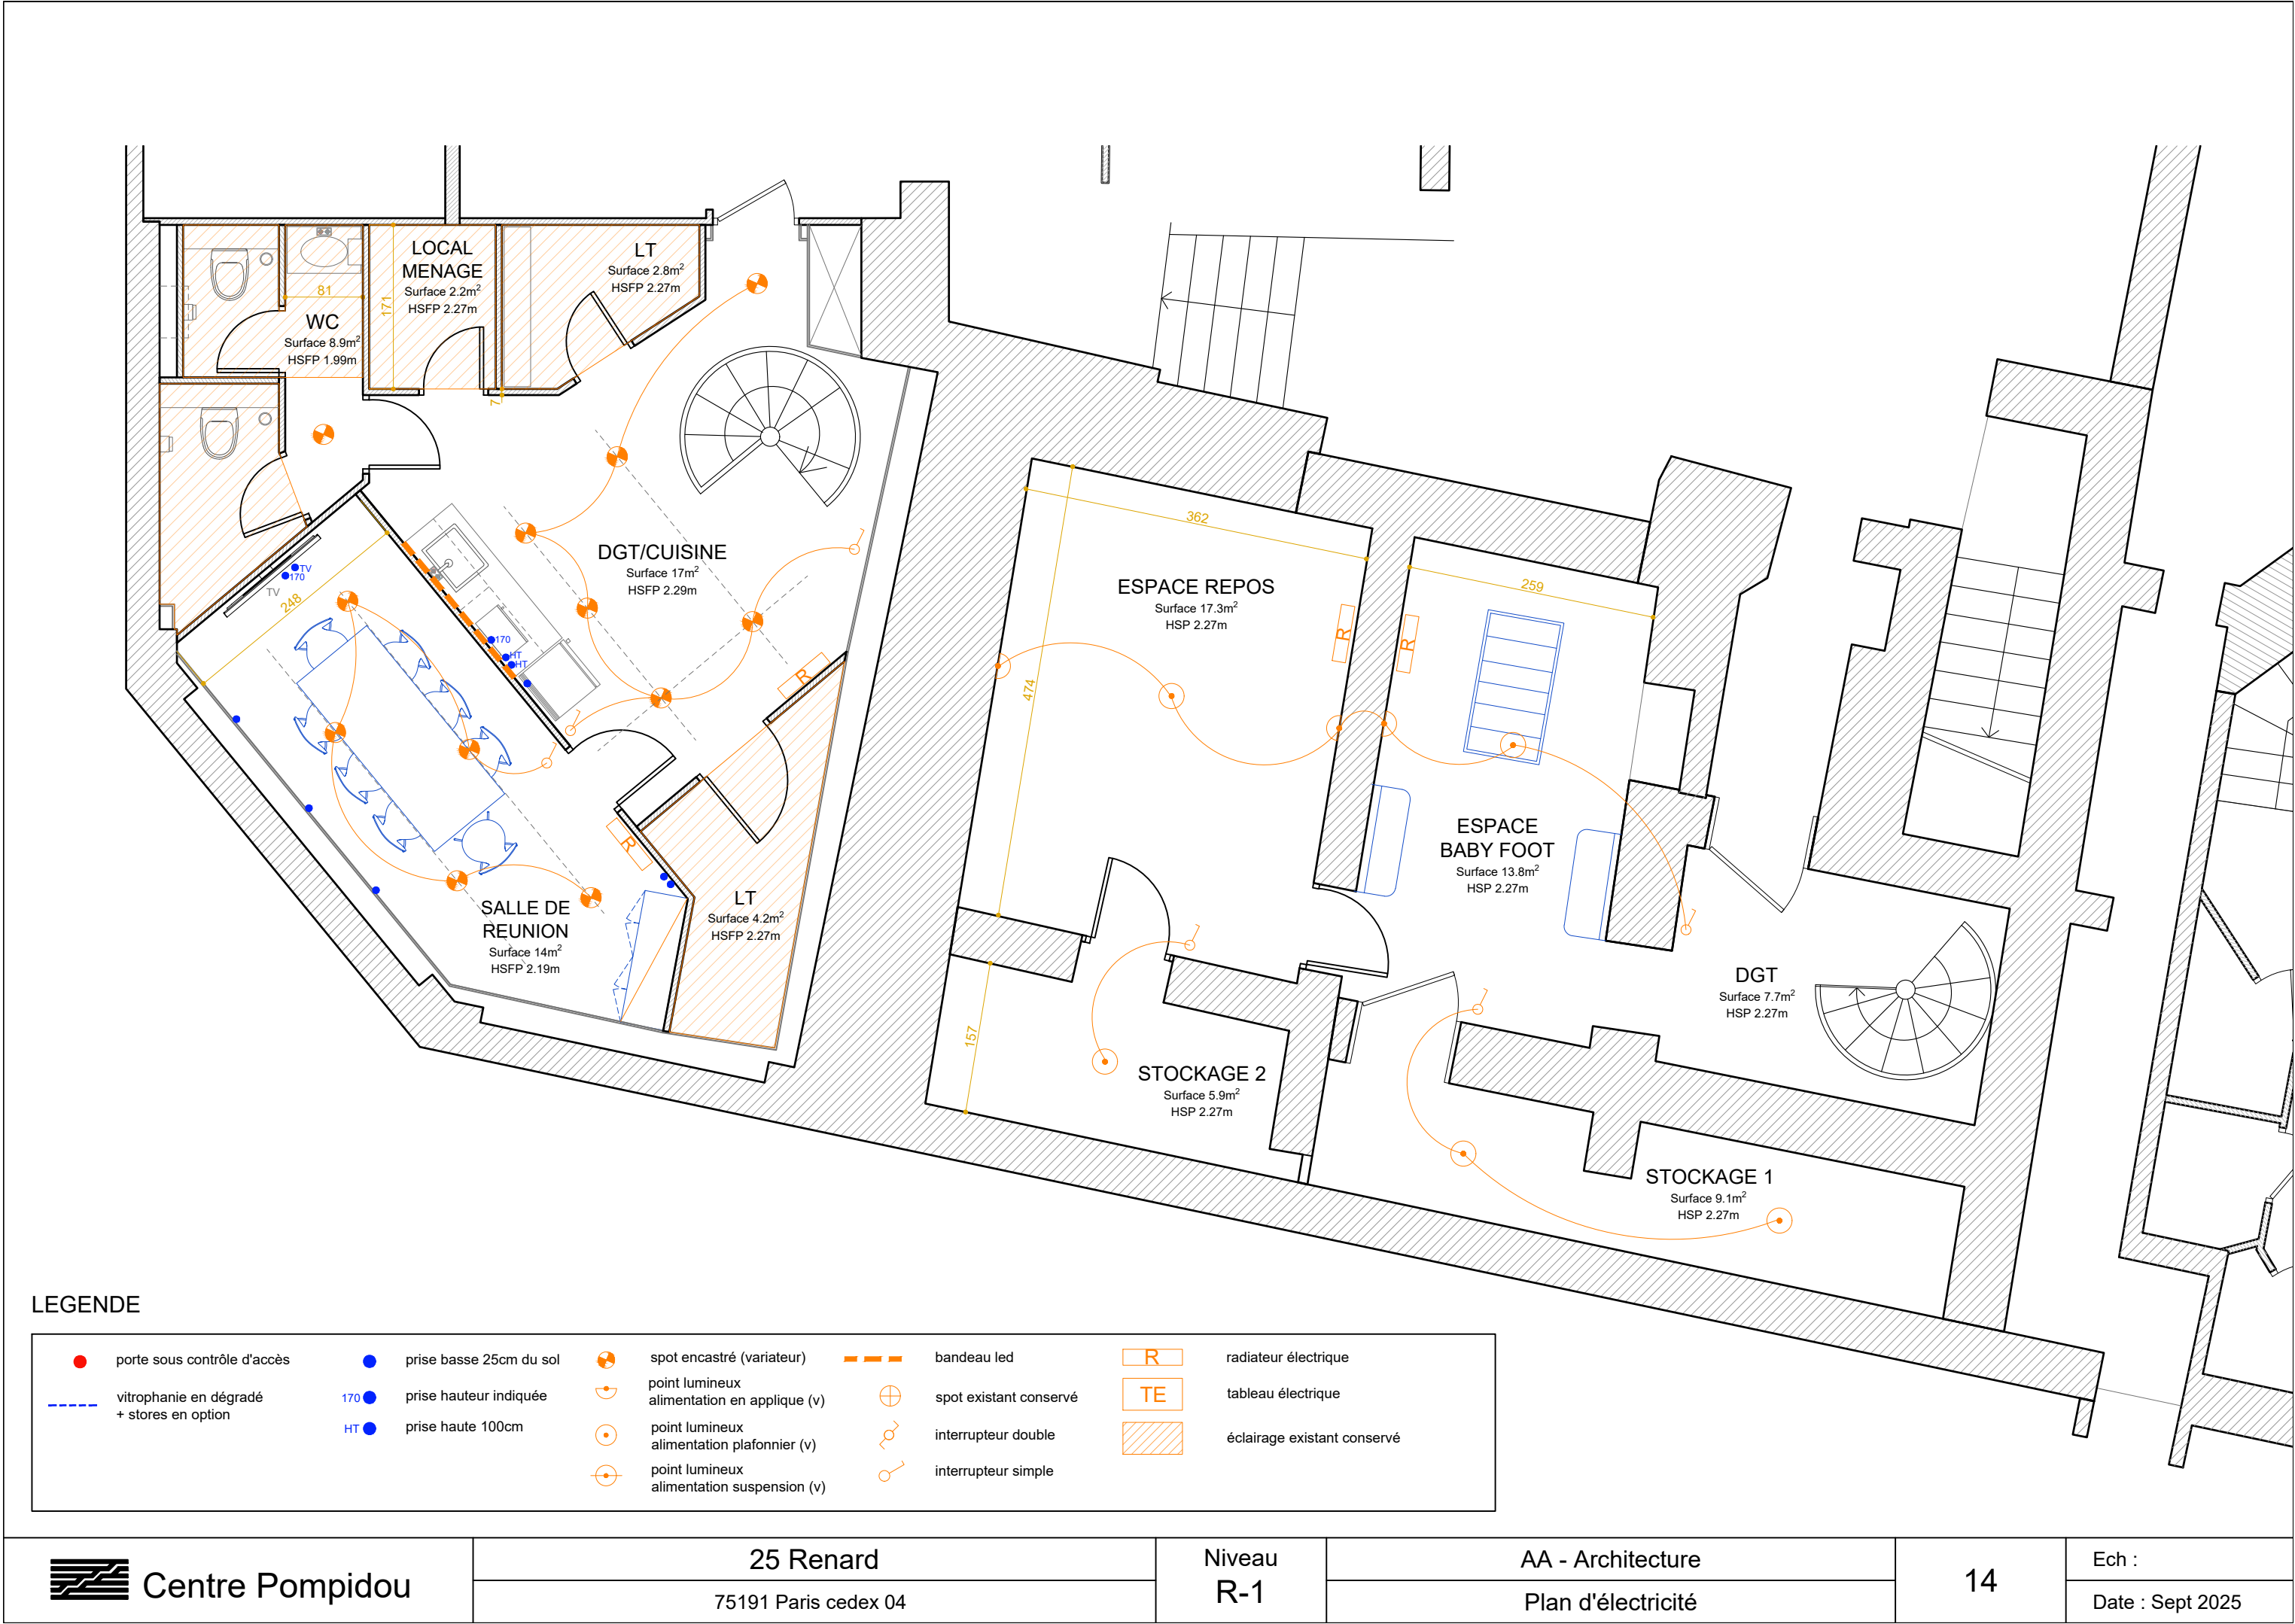 LOCAL
MENAGE
Surface 2.2m²
HSFP 2.27m
LT
Surface 2.8m²
HSFP 2.27m
81
171
WC
Surface 8.9m²
HSFP 1.99m
7
362
DGT/CUISINE
Surface 17m²
HSFP 2.29m
TV
170
TV
248
170
HT
HT
R
ESPACE REPOS
Surface 17.3m²
HSP 2.27m
R
R
259
474
R
ESPACE
BABY FOOT
Surface 13.8m²
HSP 2.27m
SALLE DE
REUNION
Surface 14m²
HSFP 2.19m
LT
Surface 4.2m²
HSFP 2.27m
DGT
Surface 7.7m²
HSP 2.27m
157
STOCKAGE 2
Surface 5.9m²
HSP 2.27m
STOCKAGE 1
Surface 9.1m²
HSP 2.27m
LEGENDE
porte sous contrôle d'accès
vitrophanie en dégradé
+ stores en option
prise basse 25cm du sol
170
prise hauteur indiquée
HT
prise haute 100cm
spot encastré (variateur)
point lumineux
alimentation en applique (v)
point lumineux
alimentation plafonnier (v)
point lumineux
alimentation suspension (v)
bandeau led
spot existant conservé
interrupteur double
interrupteur simple
R
radiateur électrique
TE
tableau électrique
éclairage existant conservé
Centre Pompidou
25 Renard
75191 Paris cedex 04
Niveau
R-1
AA - Architecture
Plan d'électricité
14
Ech :
Date : Sept 2025